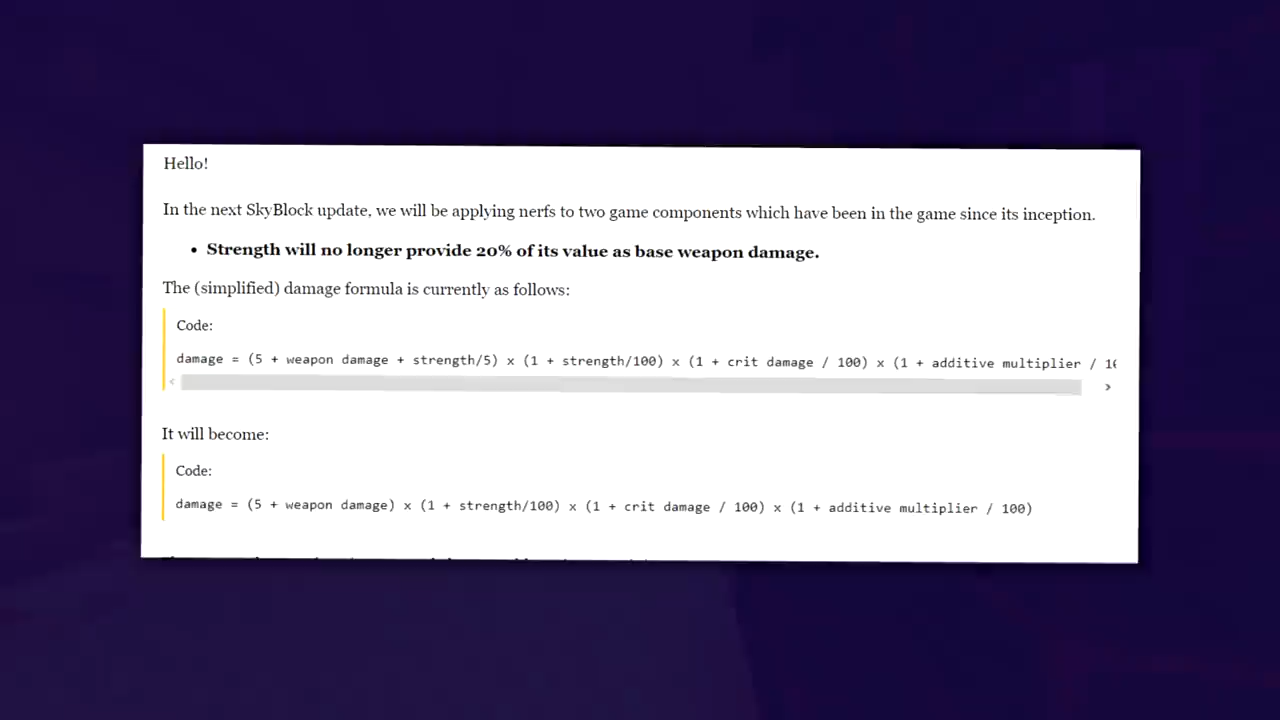 Hello!
In the next SkyBlock update, we will be applying nerfs to two game components which have been in the game since its inception.
• Strength will no longer provide 20% of its value as base weapon damage.
The (simplified) damage formula is currently as follows:
Code:
damage = (5 + weapon damage + strength/5) x (1 + strength/100) x (1 + crit damage / 100) x (1 + additive multiplier /
It will become:
Code:
damage = (5 + weapon damage) x (1 + strength/100) x (1 + crit damage / 100) x (1 + additive multiplier / 100)